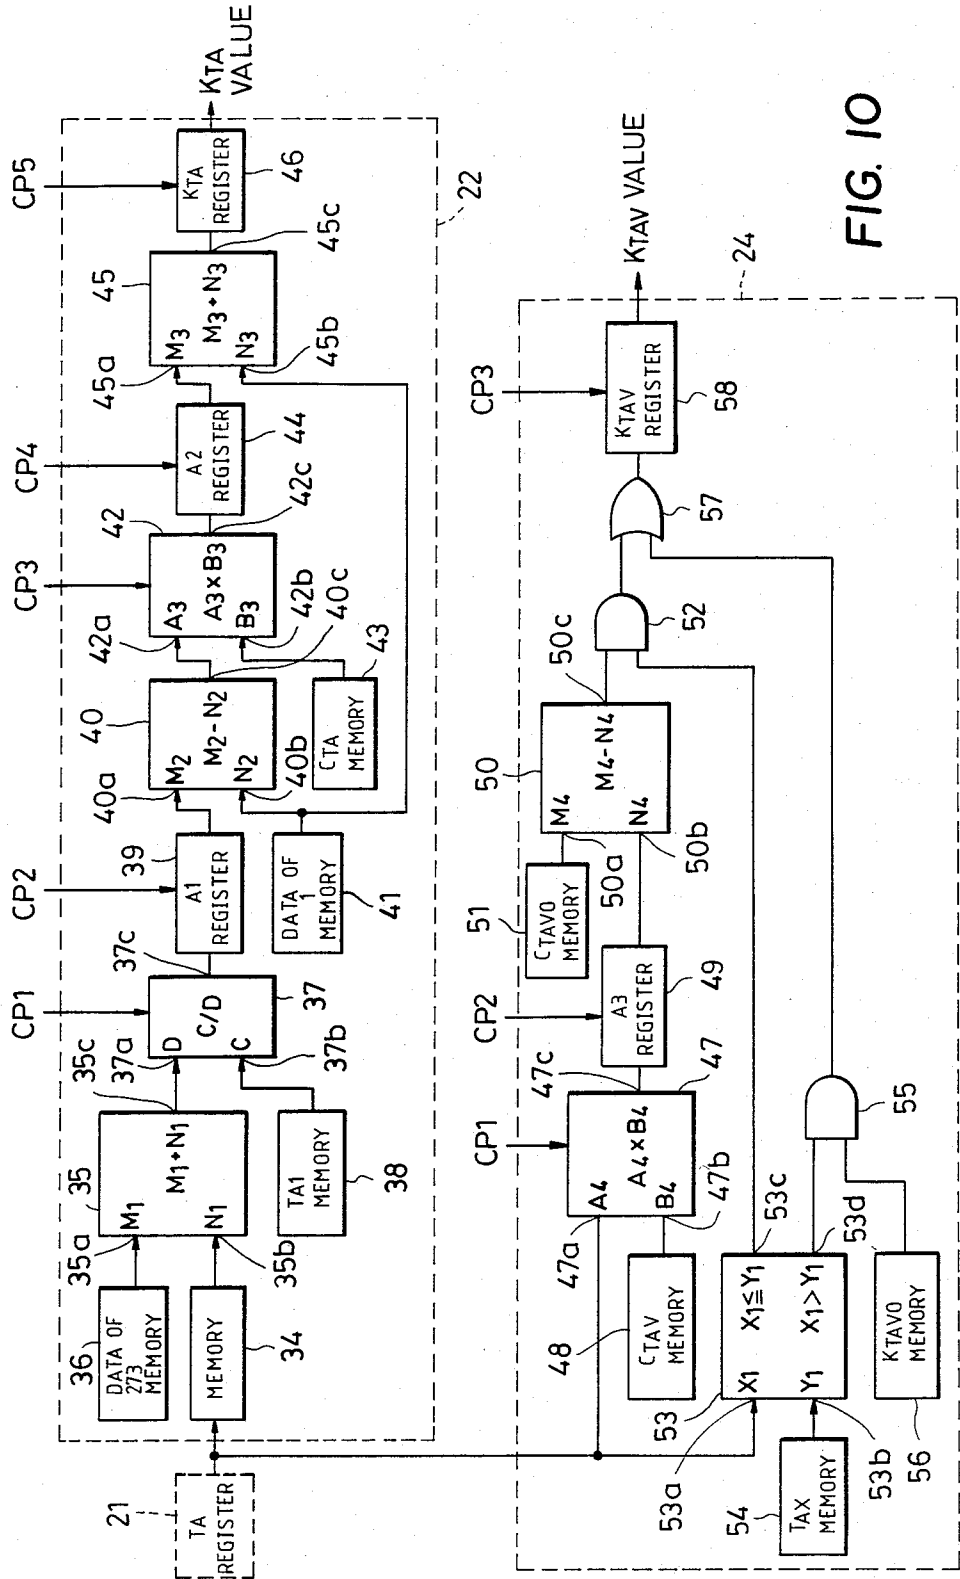 FIG. 10
21
TA
REGISTER
36
DATA OF
273
MEMORY
MEMORY
34
35a
35
M1
M1+N1
N1
35b
35c
TA1
MEMORY
38
CP1
37a
D
C/D
C
37
37b
37c
CP2
A1
REGISTER
39
DATA OF
1
MEMORY
41
40a
40
M2
M2-N2
N2
40b
40c
CTA
MEMORY
43
CP3
42a
42
A3
A3×B3
B3
42b
42c
CP4
A2
REGISTER
44
45a
45
M3
M3+N3
N3
45b
45c
CP5
KTA
REGISTER
46
KTA
VALUE
22
54
TAX
MEMORY
53a
53
X1
X1≦Y1
Y1
X1>Y1
53b
53c
53d
48
CTAV
MEMORY
KTAVO
MEMORY
56
CP1
47a
A4
A4×B4
B4
47b
47
47c
55
CP2
A3
REGISTER
49
51
CTAVO
MEMORY
50a
50
M4
M4-N4
N4
50b
50c
52
57
CP3
KTAV
REGISTER
58
KTAV VALUE
24